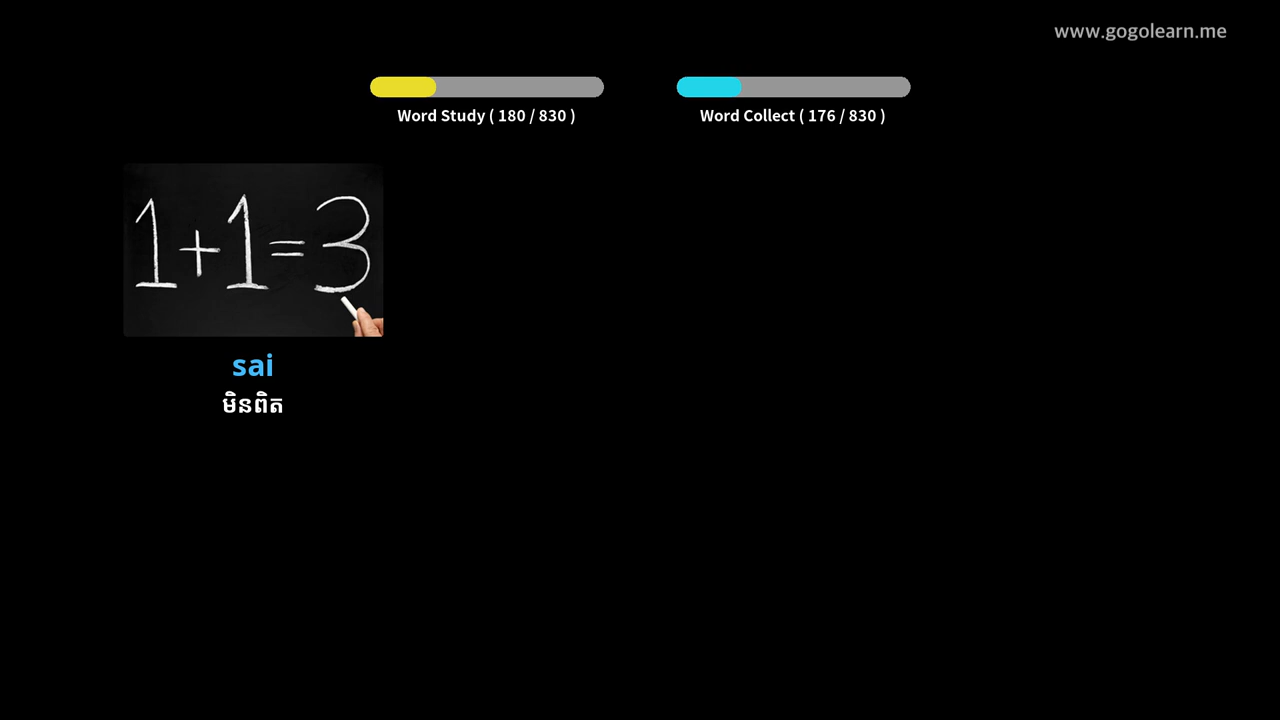 www.gogolearn.me
Word Study ( 180 / 830 )
Word Collect ( 176 / 830 )
1+1=3
sai
មិនពិត